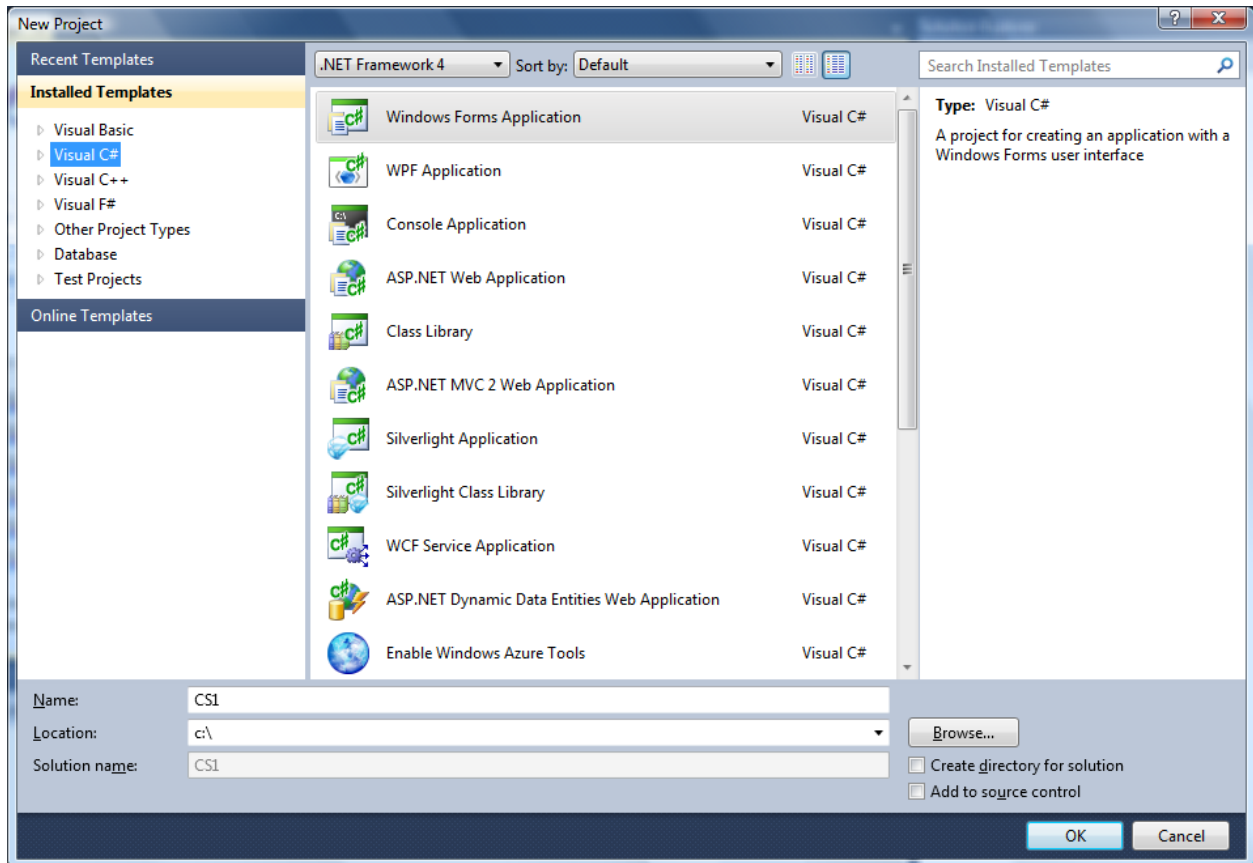 New Project
Recent Templates
Installed Templates
Visual Basic
Visual C#
Visual C++
Visual F#
Other Project Types
Database
Test Projects
Online Templates
.NET Framework 4
Sort by: Default
Windows Forms Application Visual C#
WPF Application Visual C#
Console Application Visual C#
ASP.NET Web Application Visual C#
Class Library Visual C#
ASP.NET MVC 2 Web Application Visual C#
Silverlight Application Visual C#
Silverlight Class Library Visual C#
WCF Service Application Visual C#
ASP.NET Dynamic Data Entities Web Application Visual C#
Enable Windows Azure Tools Visual C#
Search Installed Templates
Type: Visual C#
A project for creating an application with a
Windows Forms user interface
Name: CS1
Location: c:\
Browse...
Solution name: CS1
Create directory for solution
Add to source control
OK Cancel